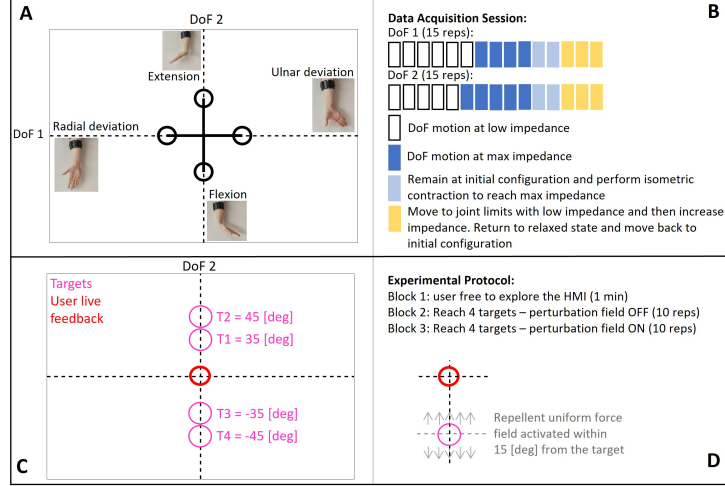 A
DoF 2
Extension
Ulnar deviation
DoF 1
Radial deviation
Flexion
B
Data Acquisition Session:
DoF 1 (15 reps):
DoF 2 (15 reps):
DoF motion at low impedance
DoF motion at max impedance
Remain at initial configuration and perform isometric
contraction to reach max impedance
Move to joint limits with low impedance and then increase
impedance. Return to relaxed state and move back to
initial configuration
DoF 2
Targets
User live
feedback
T2 = 45 [deg]
T1 = 35 [deg]
T3 = -35 [deg]
T4 = -45 [deg]
C
Experimental Protocol:
Block 1: user free to explore the HMI (1 min)
Block 2: Reach 4 targets – perturbation field OFF (10 reps)
Block 3: Reach 4 targets – perturbation field ON (10 reps)
Repellent uniform force
field activated within
15 [deg] from the target
D